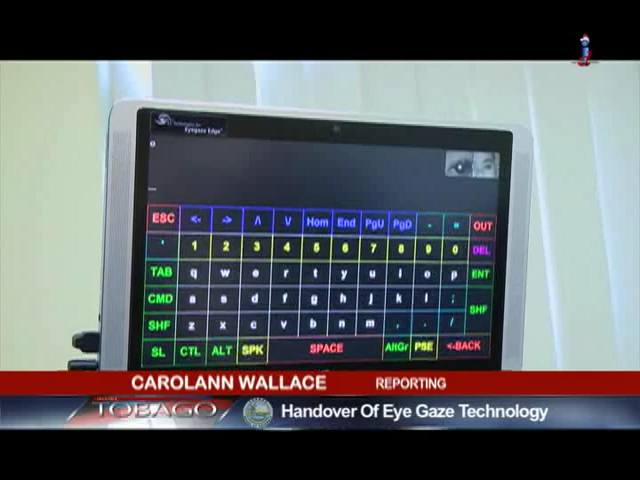 Eyegaze Edge
ESC <- -> /\ \/ Hom End PgU PgD - = OUT
' 1 2 3 4 5 6 7 8 9 0 DEL
TAB q w e r t y u i o p ENT
CMD a s d f g h j k l ; SHF
SHF z x c v b n m , . /
SL CTL ALT SPK SPACE AltGr PSE <-BACK
CAROLANN WALLACE REPORTING
TOBAGO Handover Of Eye Gaze Technology